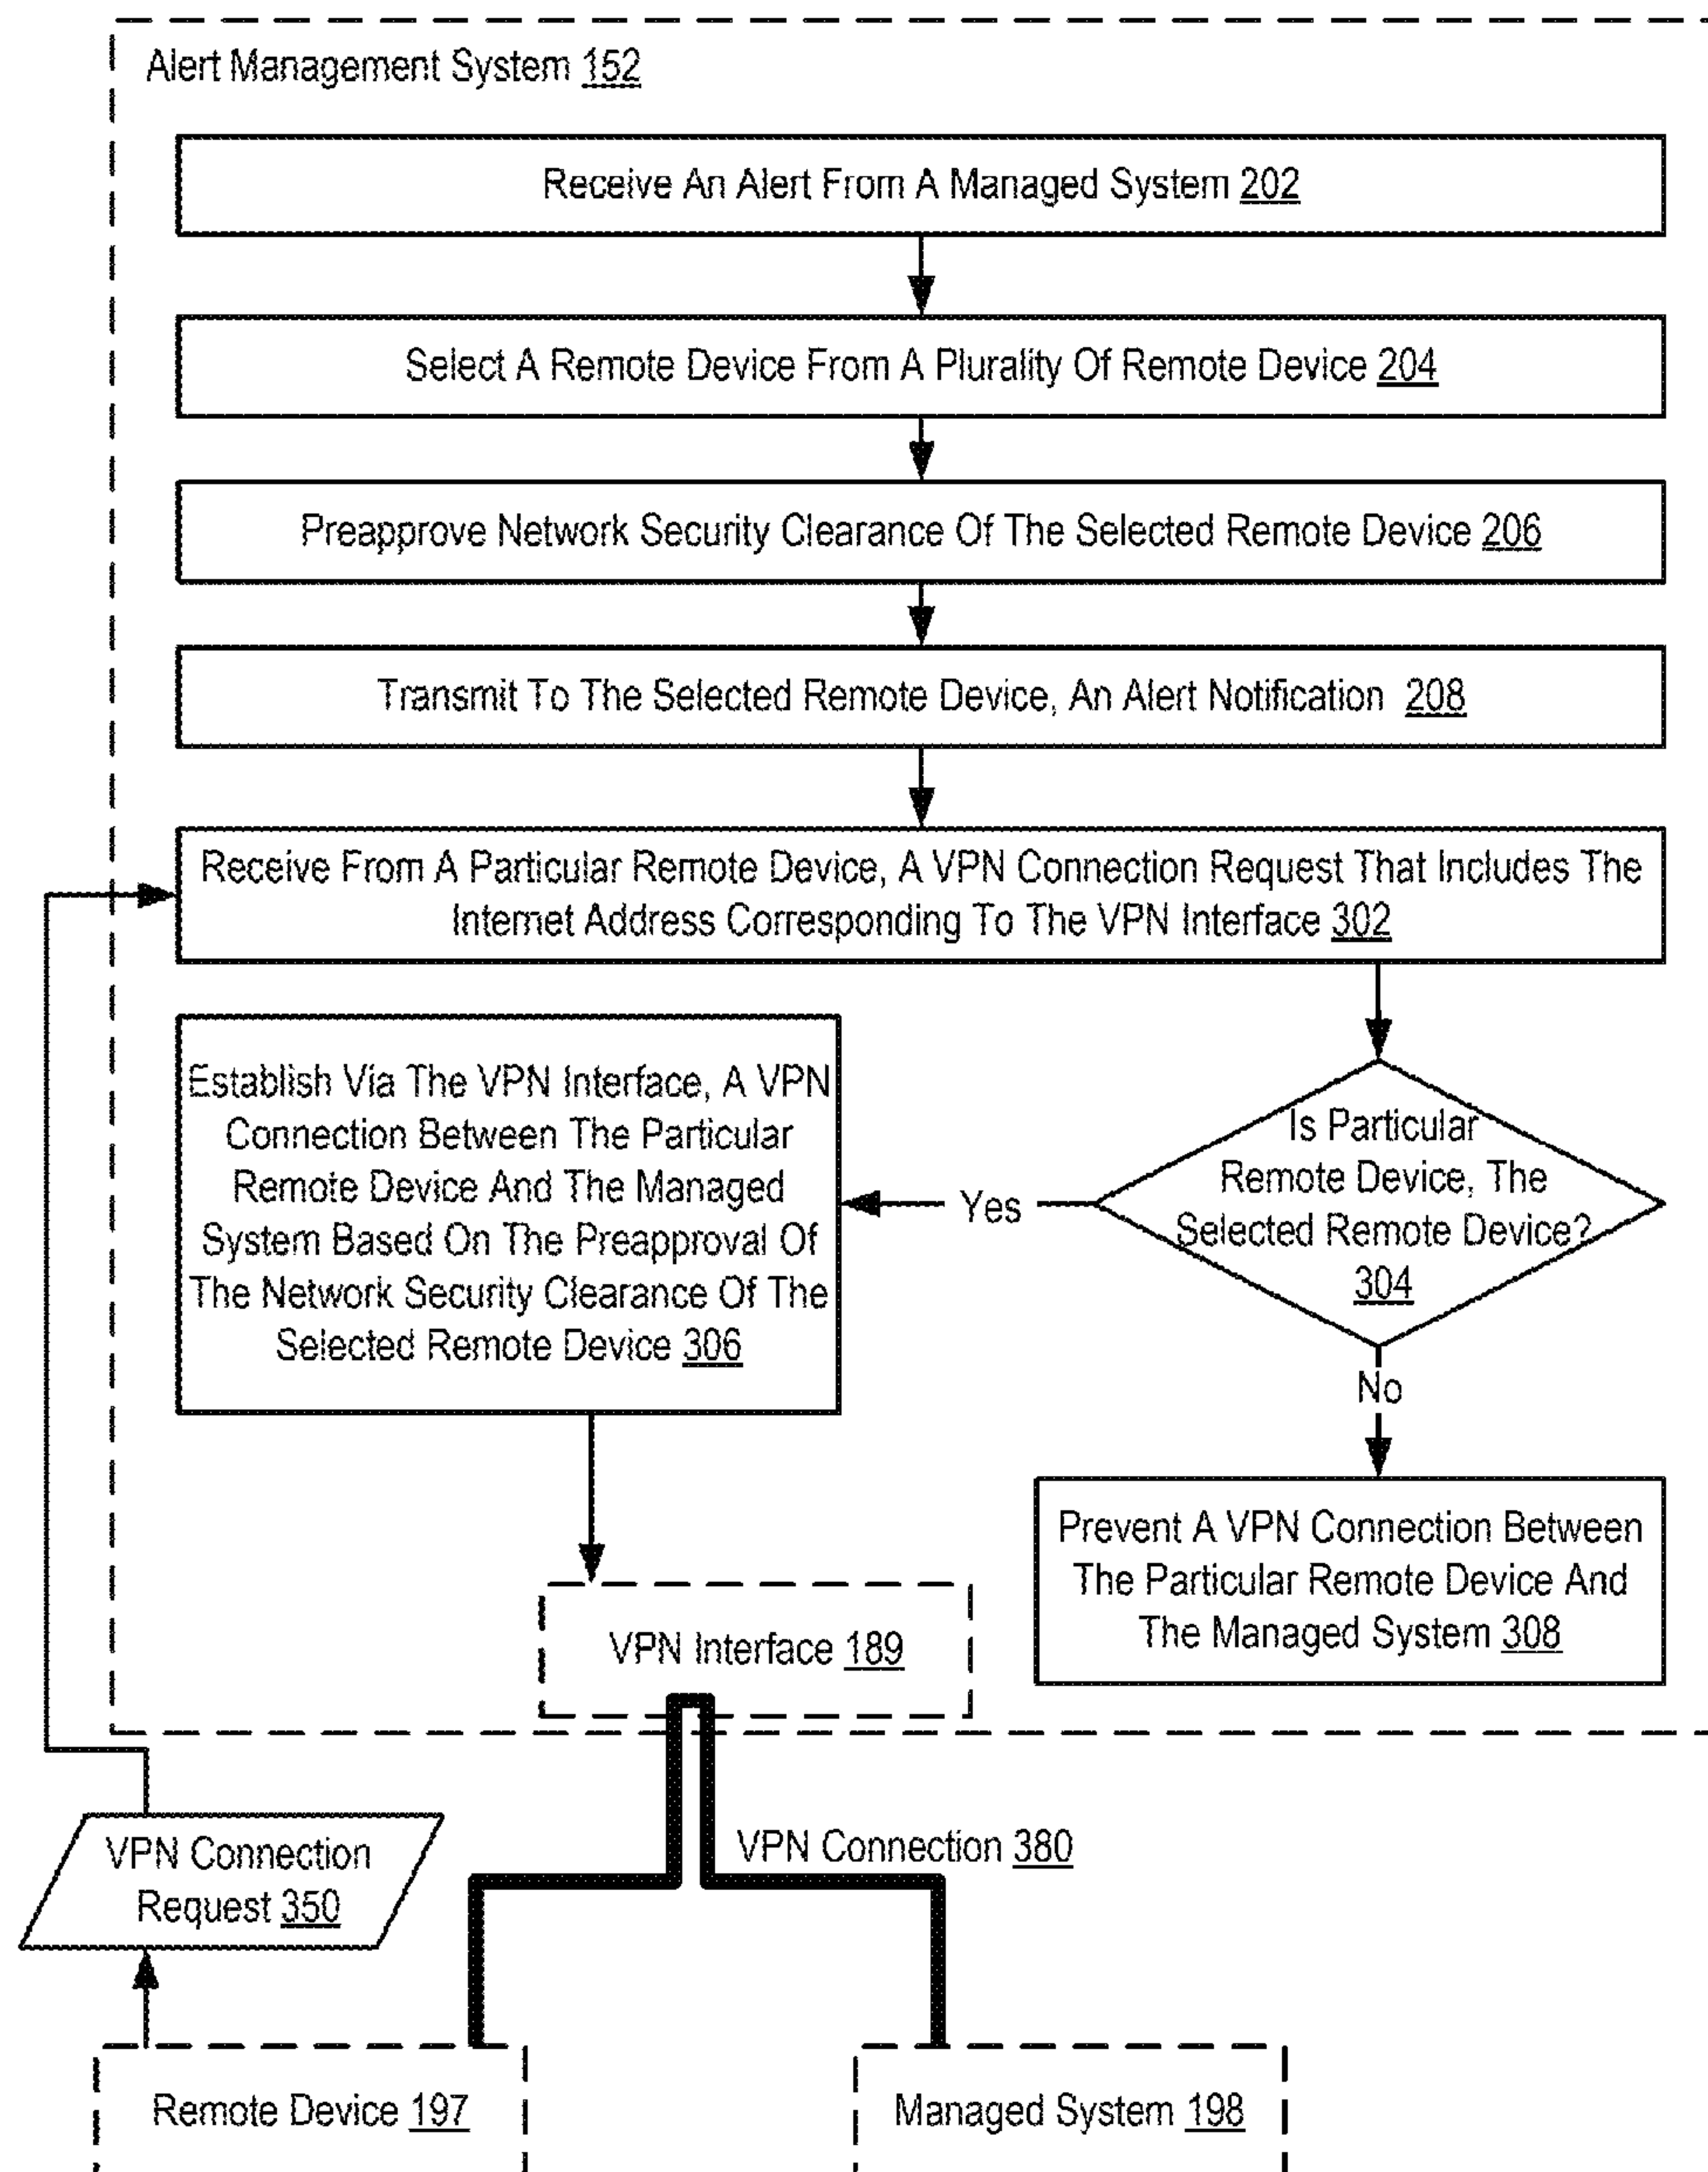 Alert Management System 152
Receive An Alert From A Managed System 202
Select A Remote Device From A Plurality Of Remote Device 204
Preapprove Network Security Clearance Of The Selected Remote Device 206
Transmit To The Selected Remote Device, An Alert Notification 208
Receive From A Particular Remote Device, A VPN Connection Request That Includes The
Internet Address Corresponding To The VPN Interface 302
Establish Via The VPN Interface, A VPN
Connection Between The Particular
Remote Device And The Managed
System Based On The Preapproval Of
The Network Security Clearance Of The
Selected Remote Device 306
Yes
Is Particular
Remote Device, The
Selected Remote Device?
304
No
Prevent A VPN Connection Between
The Particular Remote Device And
The Managed System 308
VPN Interface 189
VPN Connection
Request 350
VPN Connection 380
Remote Device 197
Managed System 198